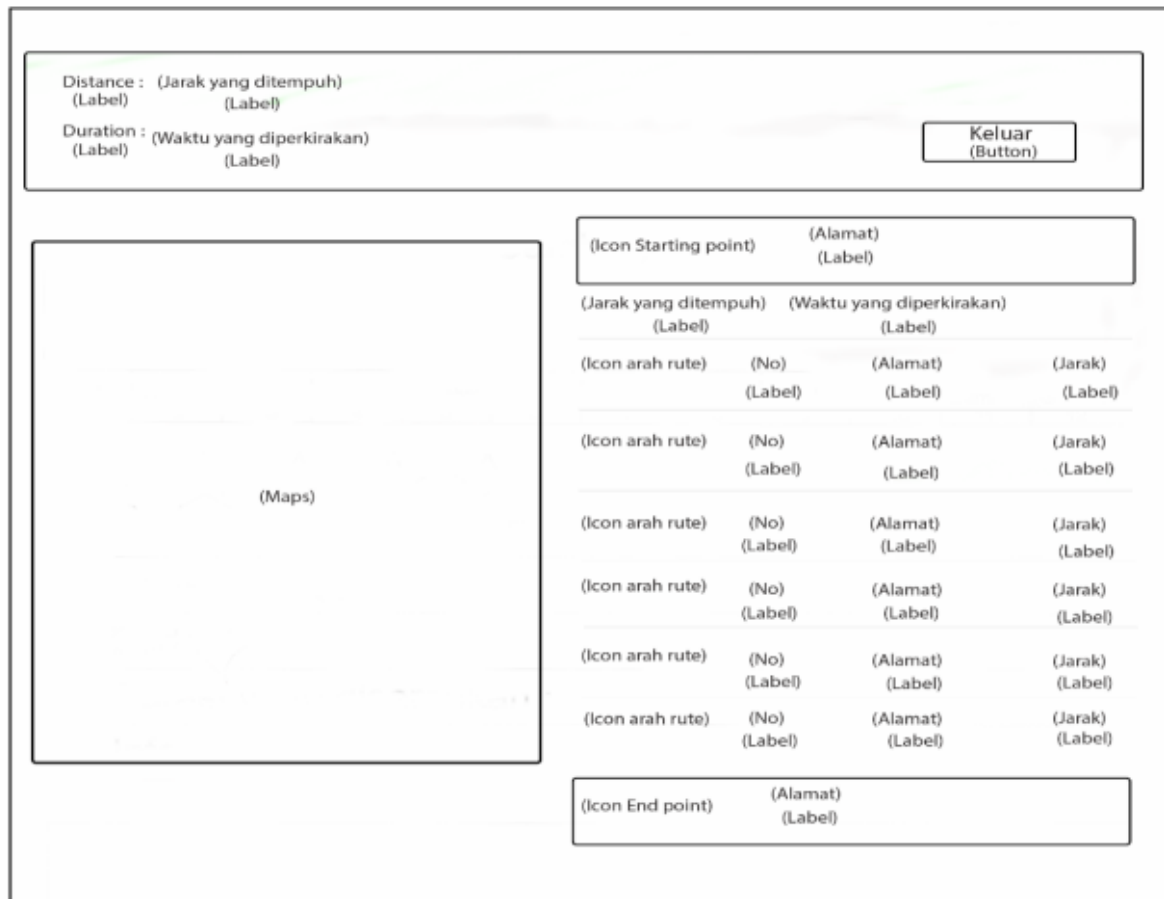 Distance : (Jarak yang ditempuh)
(Label) (Label)
Duration : (Waktu yang diperkirakan)
(Label) (Label)
Keluar
(Button)
(Maps)
(Icon Starting point) (Alamat)
(Label)
(Jarak yang ditempuh) (Waktu yang diperkirakan)
(Label) (Label)
(Icon arah rute) (No) (Alamat) (Jarak)
(Label) (Label) (Label)
(Icon arah rute) (No) (Alamat) (Jarak)
(Label) (Label) (Label)
(Icon arah rute) (No) (Alamat) (Jarak)
(Label) (Label) (Label)
(Icon arah rute) (No) (Alamat) (Jarak)
(Label) (Label) (Label)
(Icon arah rute) (No) (Alamat) (Jarak)
(Label) (Label) (Label)
(Icon arah rute) (No) (Alamat) (Jarak)
(Label) (Label) (Label)
(Icon End point) (Alamat)
(Label)